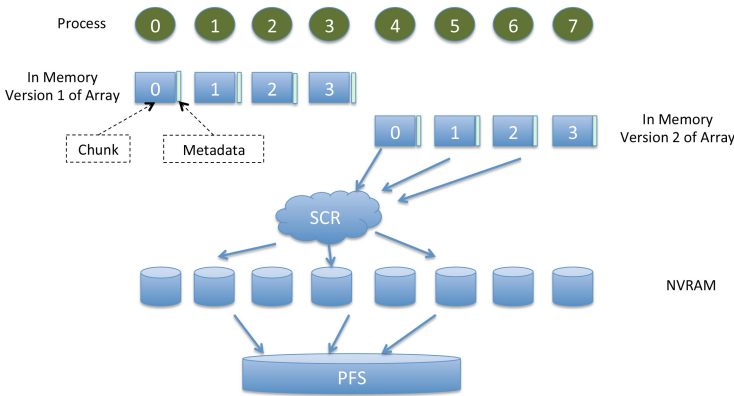 Process 0 1 2 3 4 5 6 7
In Memory
Version 1 of Array
0 1 2 3
Chunk Metadata
0 1 2 3
In Memory
Version 2 of Array
SCR
NVRAM
PFS